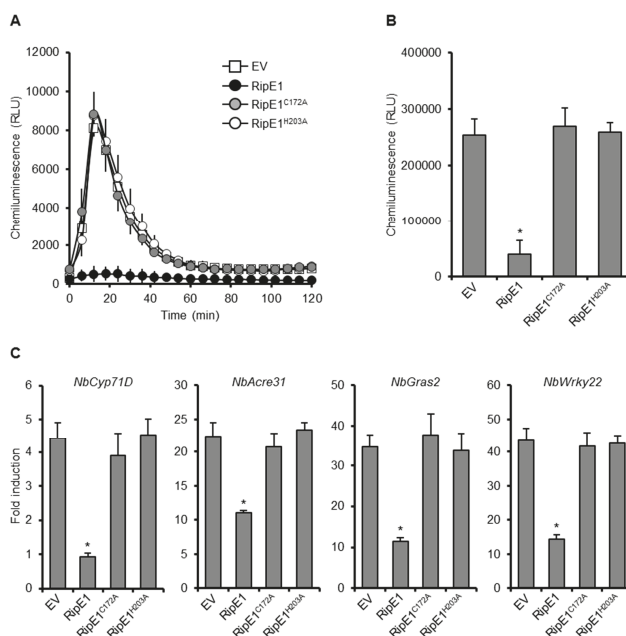 A
12000
10000
8000
6000
4000
2000
0
Chemiluminescence (RLU)
0 20 40 60 80 100 120
Time (min)
EV
RipE1
RipE1C172A
RipE1H203A
B
400000
300000
200000
100000
0
Chemiluminescence (RLU)
*
EV RipE1 RipE1C172A RipE1H203A
C
NbCyp71D
6
5
4
3
2
1
0
Fold induction
*
EV RipE1 RipE1C172A RipE1H203A
NbAcre31
30
25
20
15
10
5
0
*
EV RipE1 RipE1C172A RipE1H203A
NbGras2
50
40
30
20
10
0
*
EV RipE1 RipE1C172A RipE1H203A
NbWrky22
60
50
40
30
20
10
0
*
EV RipE1 RipE1C172A RipE1H203A